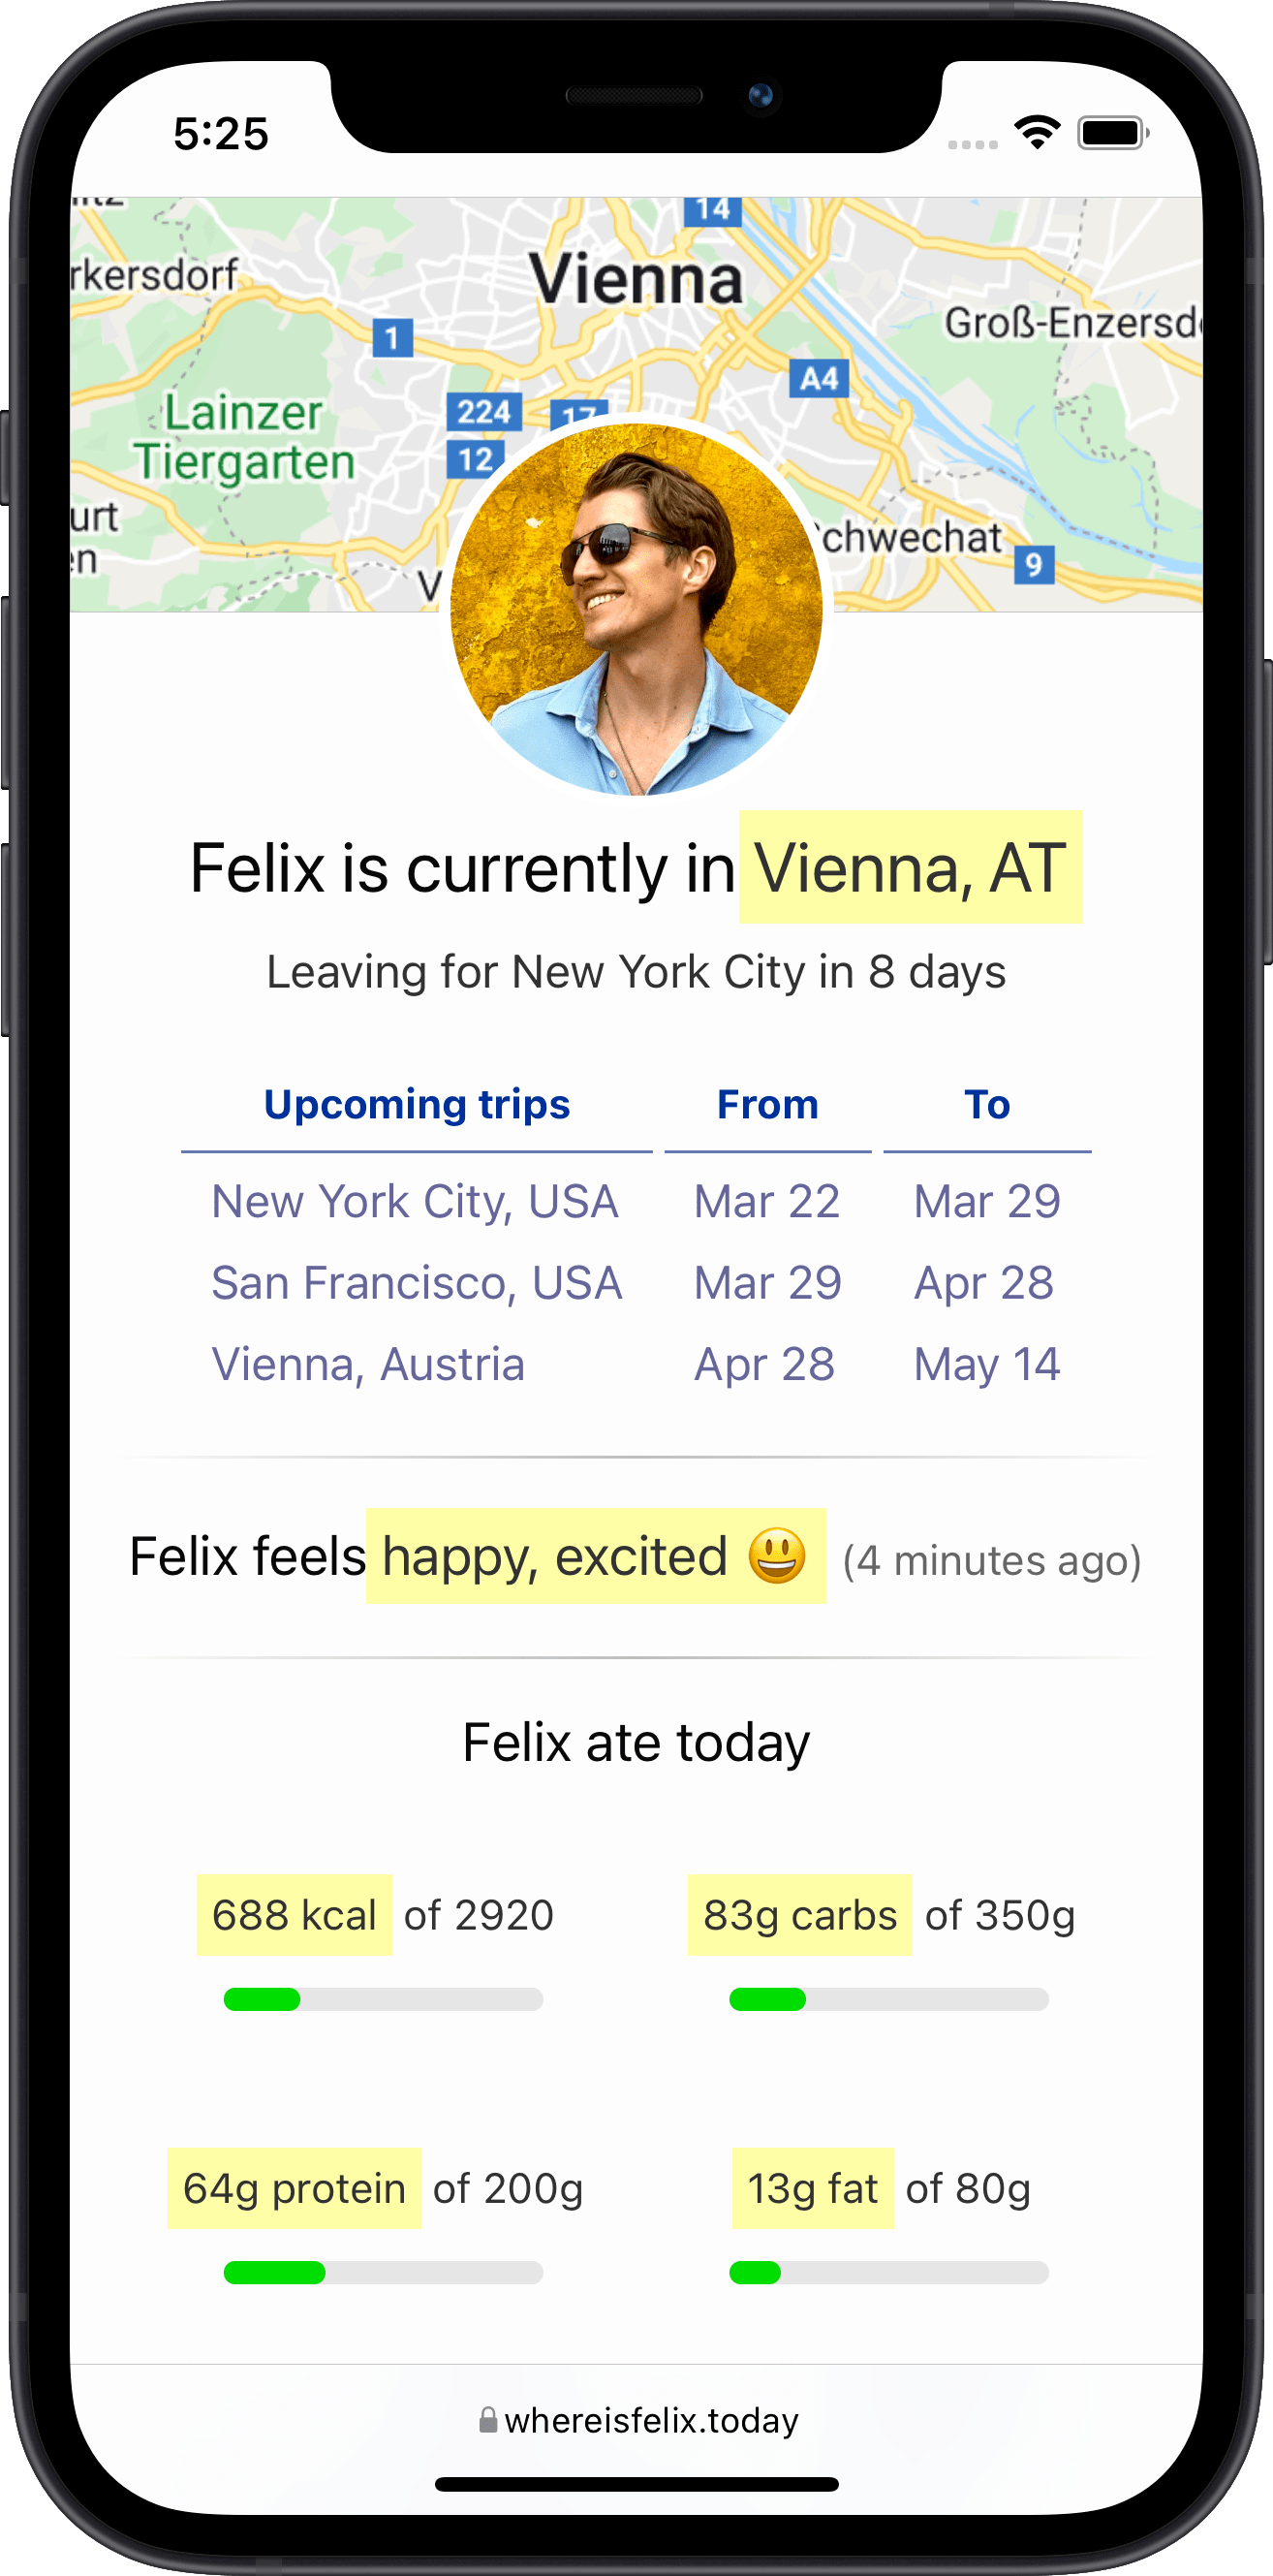 5:25
14
Vienna
rkersdorf
Groß-Enzersd
1
A4
224
17
Lainzer
Tiergarten
12
urt
chwechat
en
9
V
Felix is currently in Vienna, AT
Leaving for New York City in 8 days
Upcoming trips From To
New York City, USA Mar 22 Mar 29
San Francisco, USA Mar 29 Apr 28
Vienna, Austria Apr 28 May 14
Felix feels happy, excited 😃 (4 minutes ago)
Felix ate today
688 kcal of 2920 83g carbs of 350g
64g protein of 200g 13g fat of 80g
whereisfelix.today